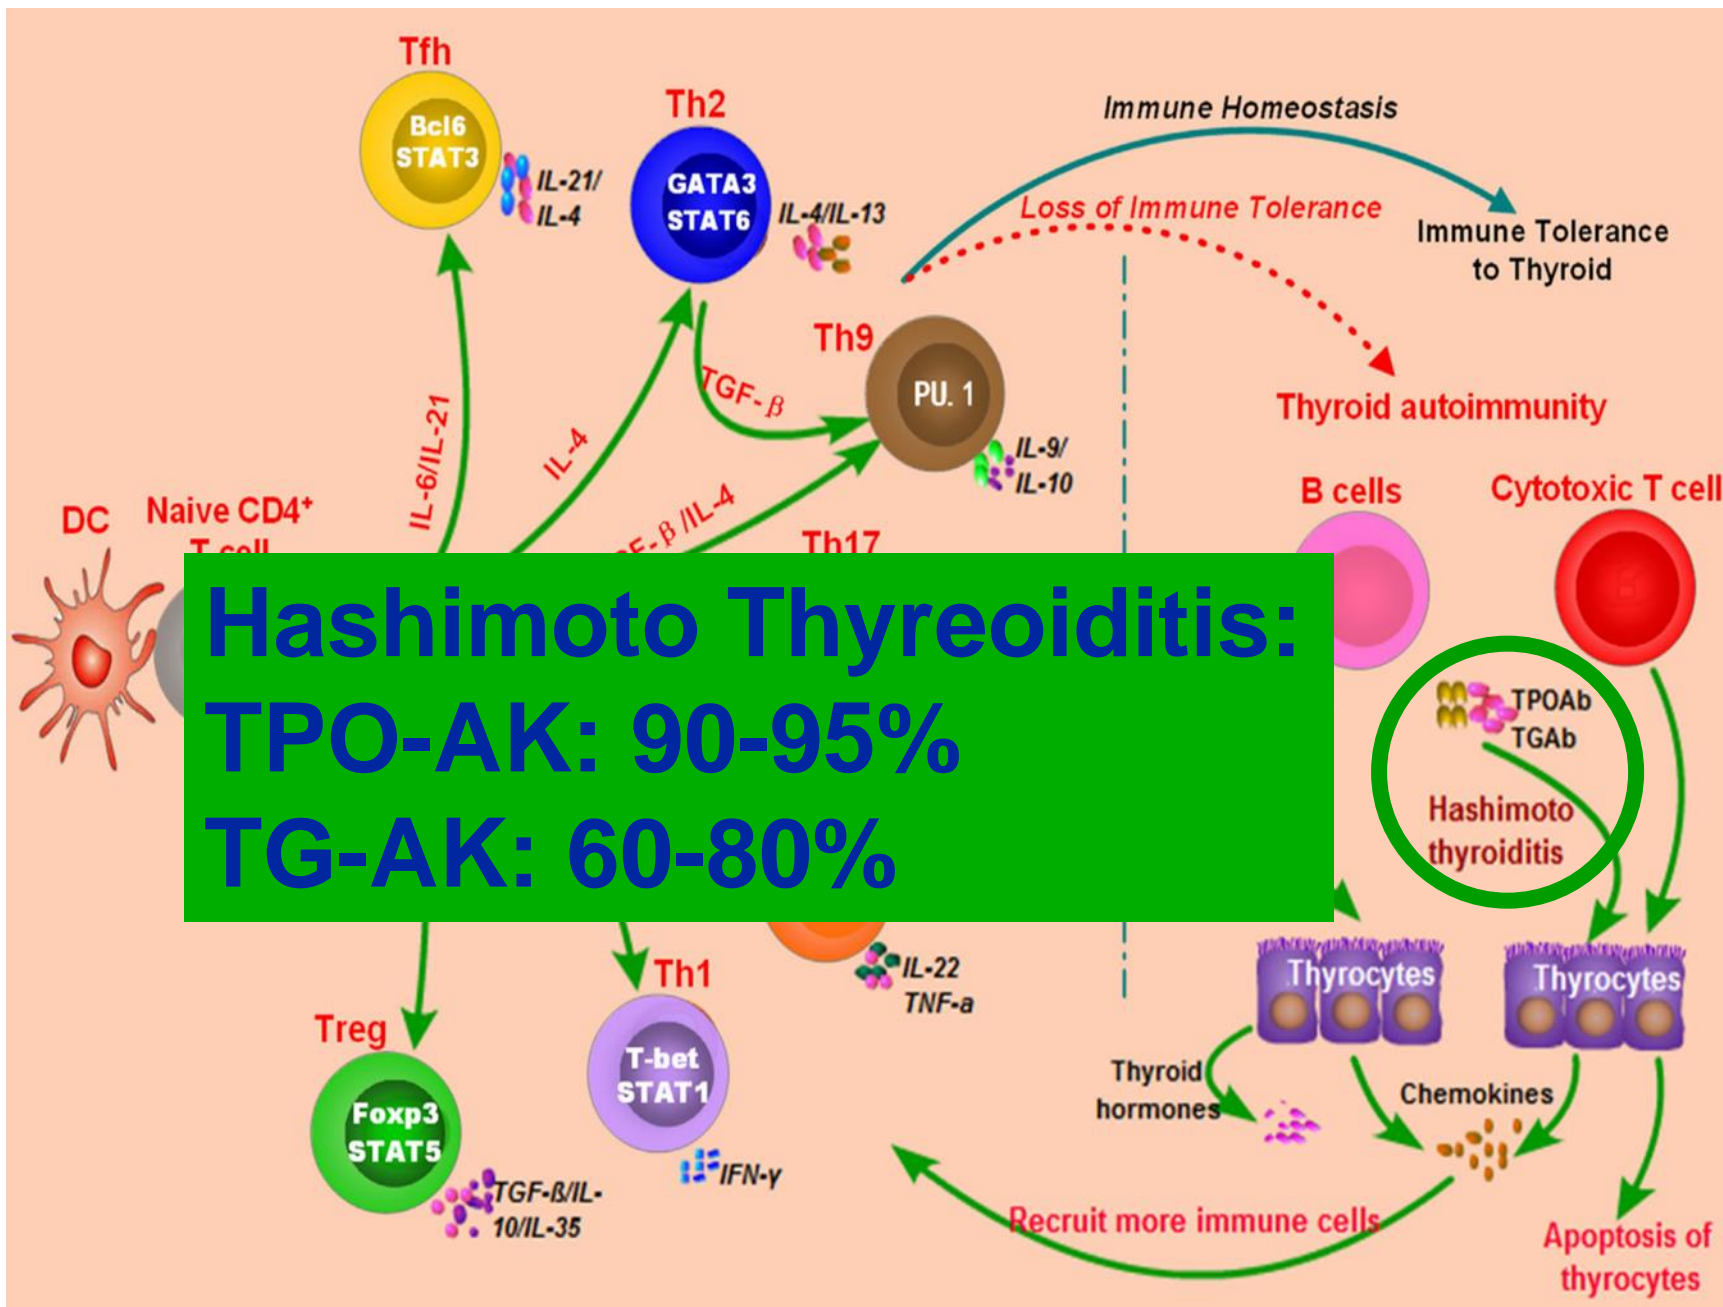 Tfh
Bcl6
STAT3
IL-21/
IL-4
Th2
GATA3
STAT6
IL-4/IL-13
Immune Homeostasis
Loss of Immune Tolerance
Immune Tolerance
to Thyroid
Thyroid autoimmunity
Th9
PU. 1
IL-9/
IL-10
TGF-β
IL-6/IL-21
IL-4
F-β/IL-4
DC
Naive CD4⁺
T cell
Th17
B cells
Cytotoxic T cell
Hashimoto Thyreoiditis:
TPO-AK: 90-95%
TG-AK: 60-80%
TPOAb
TGAb
Hashimoto
thyroiditis
IL-22
TNF-a
Th1
T-bet
STAT1
IFN-γ
Treg
Foxp3
STAT5
TGF-ß/IL-
10/IL-35
Thyrocytes
Thyrocytes
Thyroid
hormones
Chemokines
Recruit more immune cells
Apoptosis of
thyrocytes